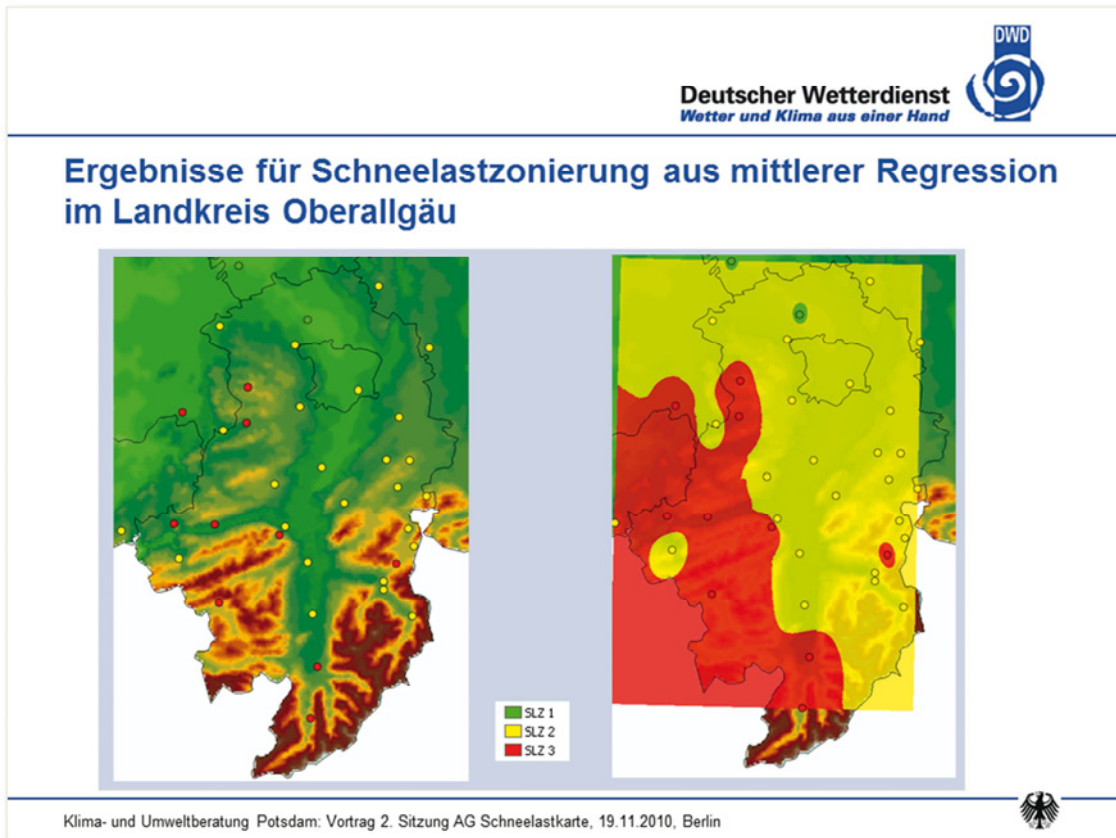 DWD
Deutscher Wetterdienst
Wetter und Klima aus einer Hand
Ergebnisse für Schneelastzonierung aus mittlerer Regression
im Landkreis Oberallgäu
SLZ 1
SLZ 2
SLZ 3
Klima- und Umweltberatung Potsdam: Vortrag 2. Sitzung AG Schneelastkarte, 19.11.2010, Berlin